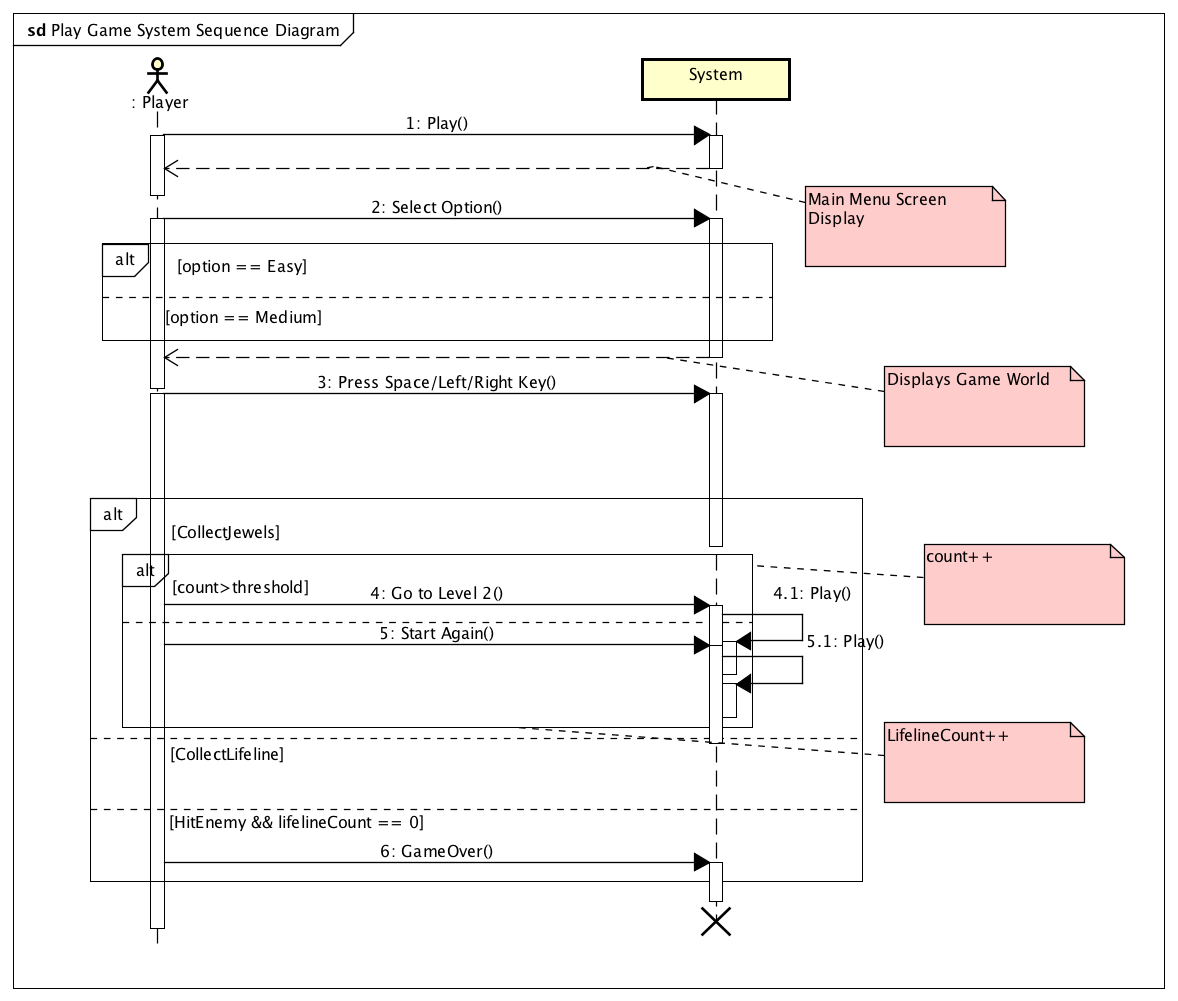 sd Play Game System Sequence Diagram
: Player
System
1: Play()
Main Menu Screen
Display
2: Select Option()
alt
[option == Easy]
[option == Medium]
Displays Game World
3: Press Space/Left/Right Key()
alt
[CollectJewels]
count++
alt
[count>threshold]
4: Go to Level 2()
4.1: Play()
5: Start Again()
5.1: Play()
LifelineCount++
[CollectLifeline]
[HitEnemy && lifelineCount == 0]
6: GameOver()